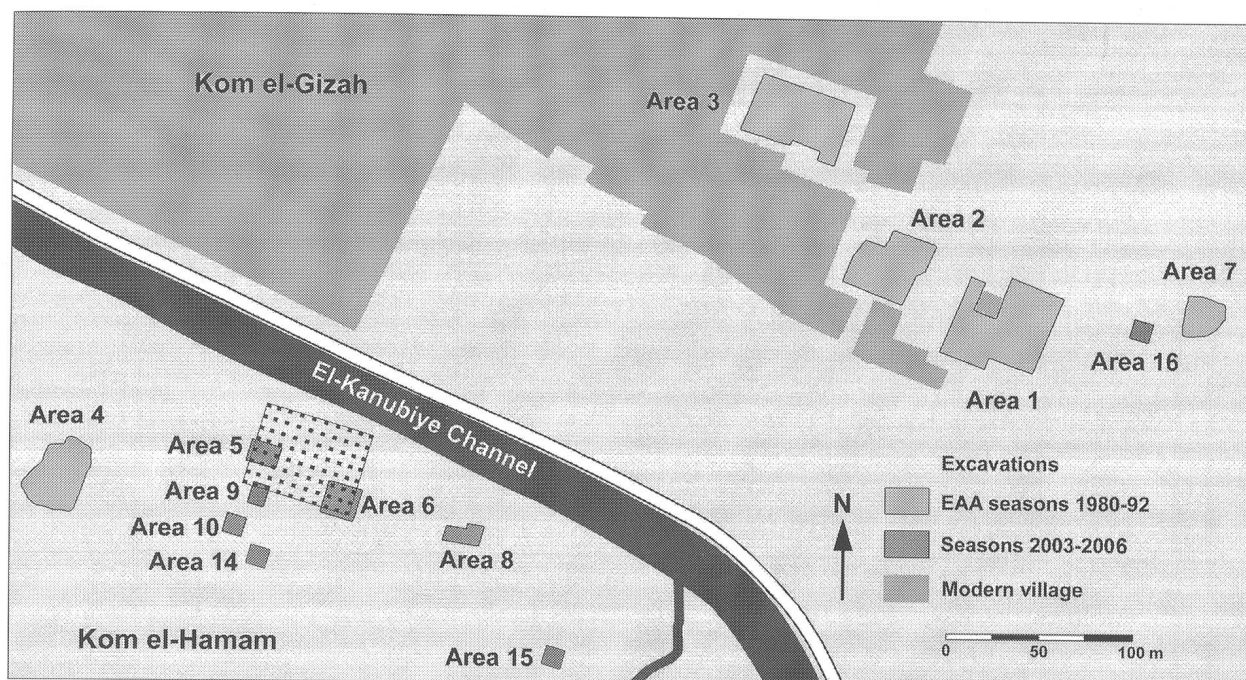 Kom el-Gizah
Area 3
Area 2
Area 7
Area 16
Area 1
El-Kanubiye Channel
Area 4
Area 5
Area 9
Area 6
Area 10
Area 8
Area 14
Kom el-Hamam
Area 15
Excavations
EAA seasons 1980-92
Seasons 2003-2006
Modern village
N
0 50 100 m